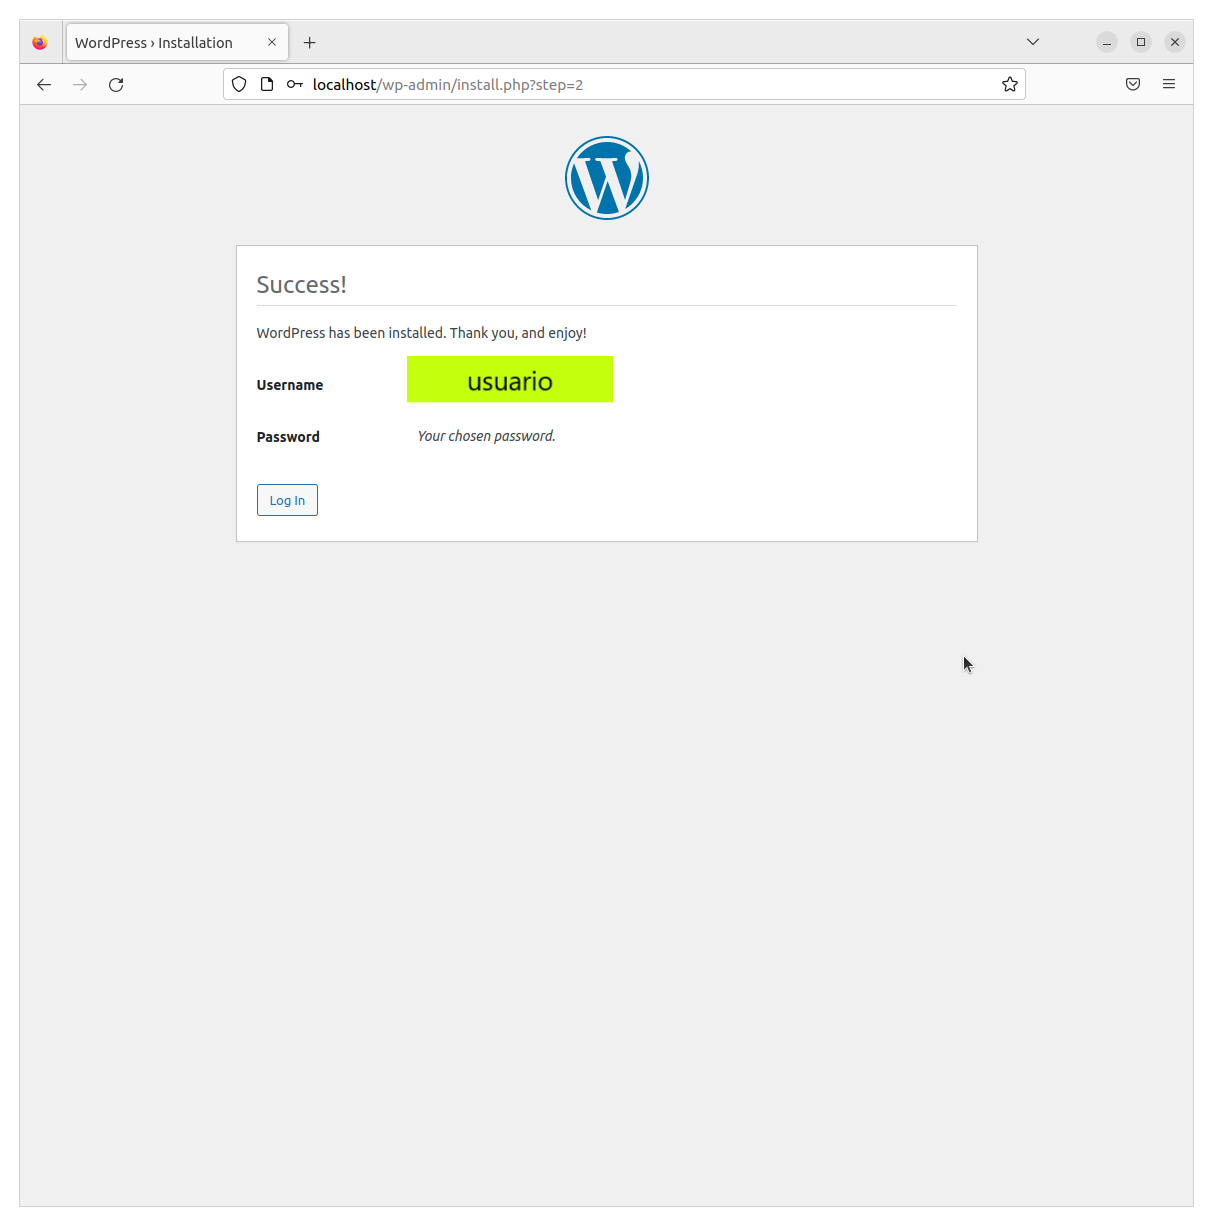 WordPress › Installation
localhost/wp-admin/install.php?step=2
Success!
WordPress has been installed. Thank you, and enjoy!
Username usuario
Password Your chosen password.
Log In